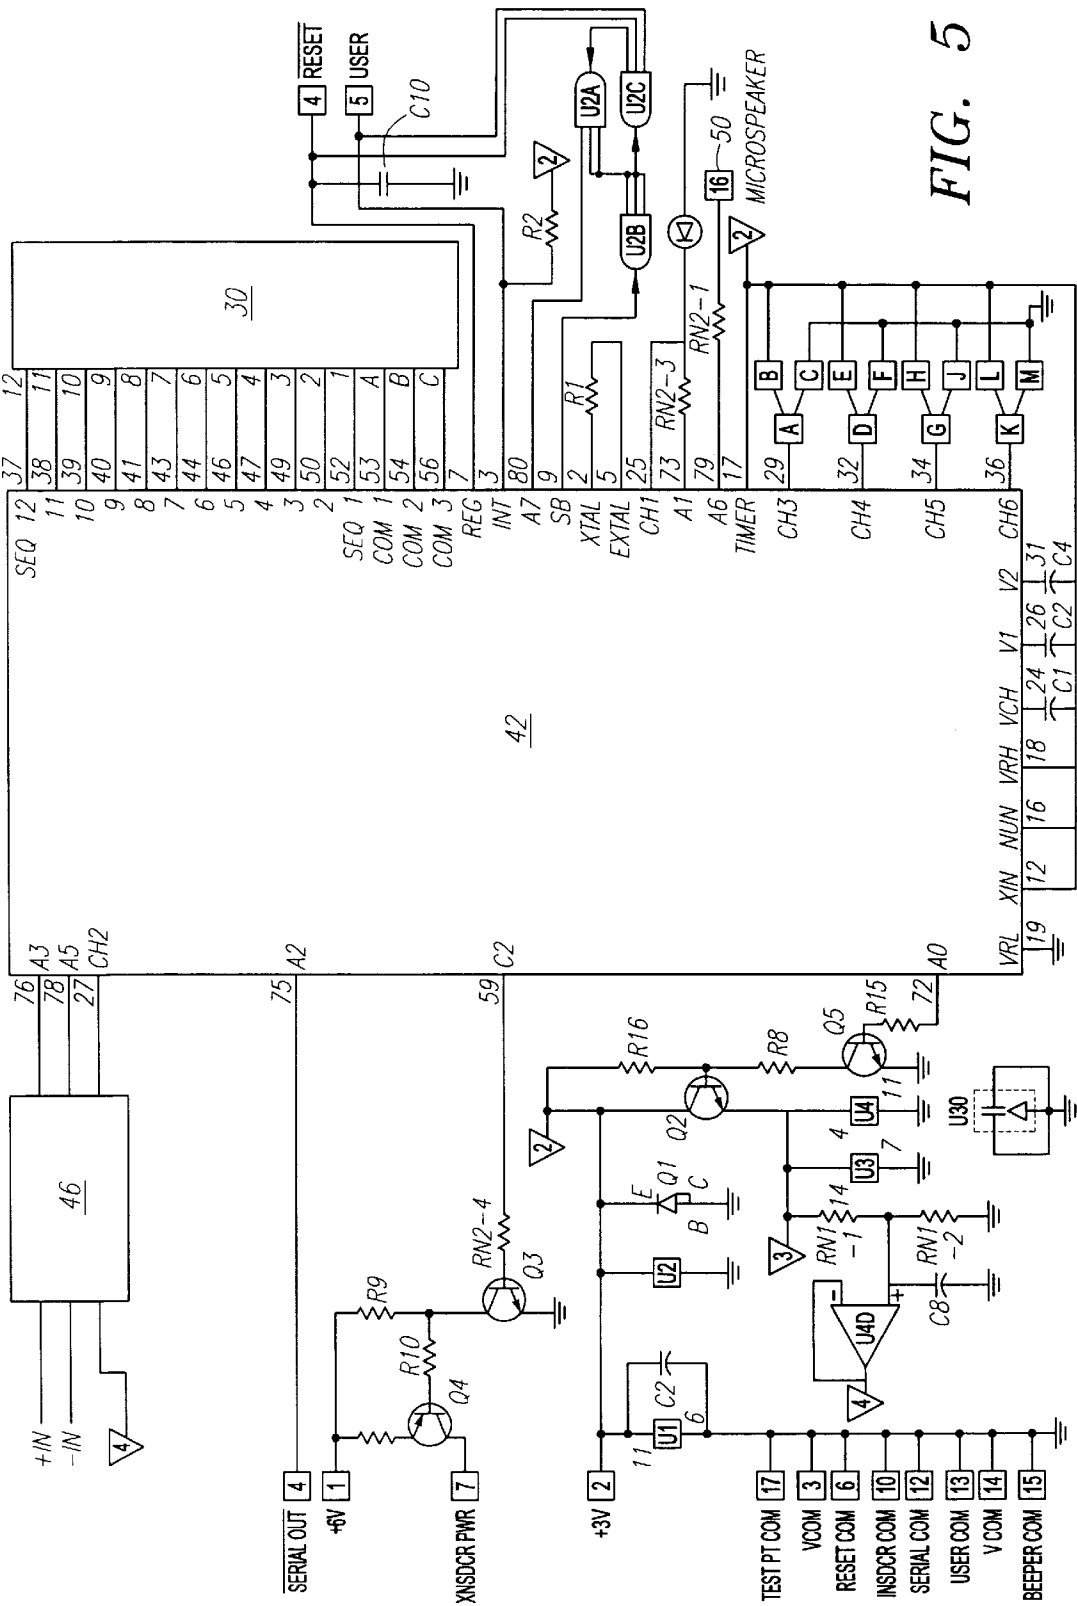 4 RESET
5 USER
C10
30
12 11 10 9 8 7 6 5 4 3 2 1 A B C
37 38 39 40 41 43 44 46 47 49 50 52 53 54 56 7 3 80 9 2 5 25 73 79 17 29 32 34 36
SEQ 12
11
10
9
8
7
6
5
4
3
2
SEQ 1
COM 1
COM 2
COM 3
REG
INT
A7
SB
XTAL
EXTAL
CH1
A1
A6
TIMER
CH3
CH4
CH5
CH6
R2
2
U2A
U2B
U2C
R1
RN2-3
RN2-1
16
50
MICROSPEAKER
2
A B C D E F G H J K L M
FIG. 5
42
V2 31 C4
V1 26 C2
VCH 24 C1
VRH 18
NUN 16
XIN 12
VRL 19
76 A3
78 A5
27 CH2
75 A2
59 C2
72 A0
46
+IN
-IN
4
SERIAL OUT 4
+6V 1
XNSDCR PWR 7
R9
R10
Q4
Q3
RN2-4
+3V 2
2
R16
Q2
R8
Q5
R15
11
U1
6
C2
U2
E
Q1
B
C
3
4
U4
11
14
U3
7
RN1
-1
RN1
-2
C8
U4D
-
+
4
U30
TEST PT COM 17
VCOM 3
RESET COM 6
INSDCR COM 10
SERIAL COM 12
USER COM 13
V COM 14
BEEPER COM 15